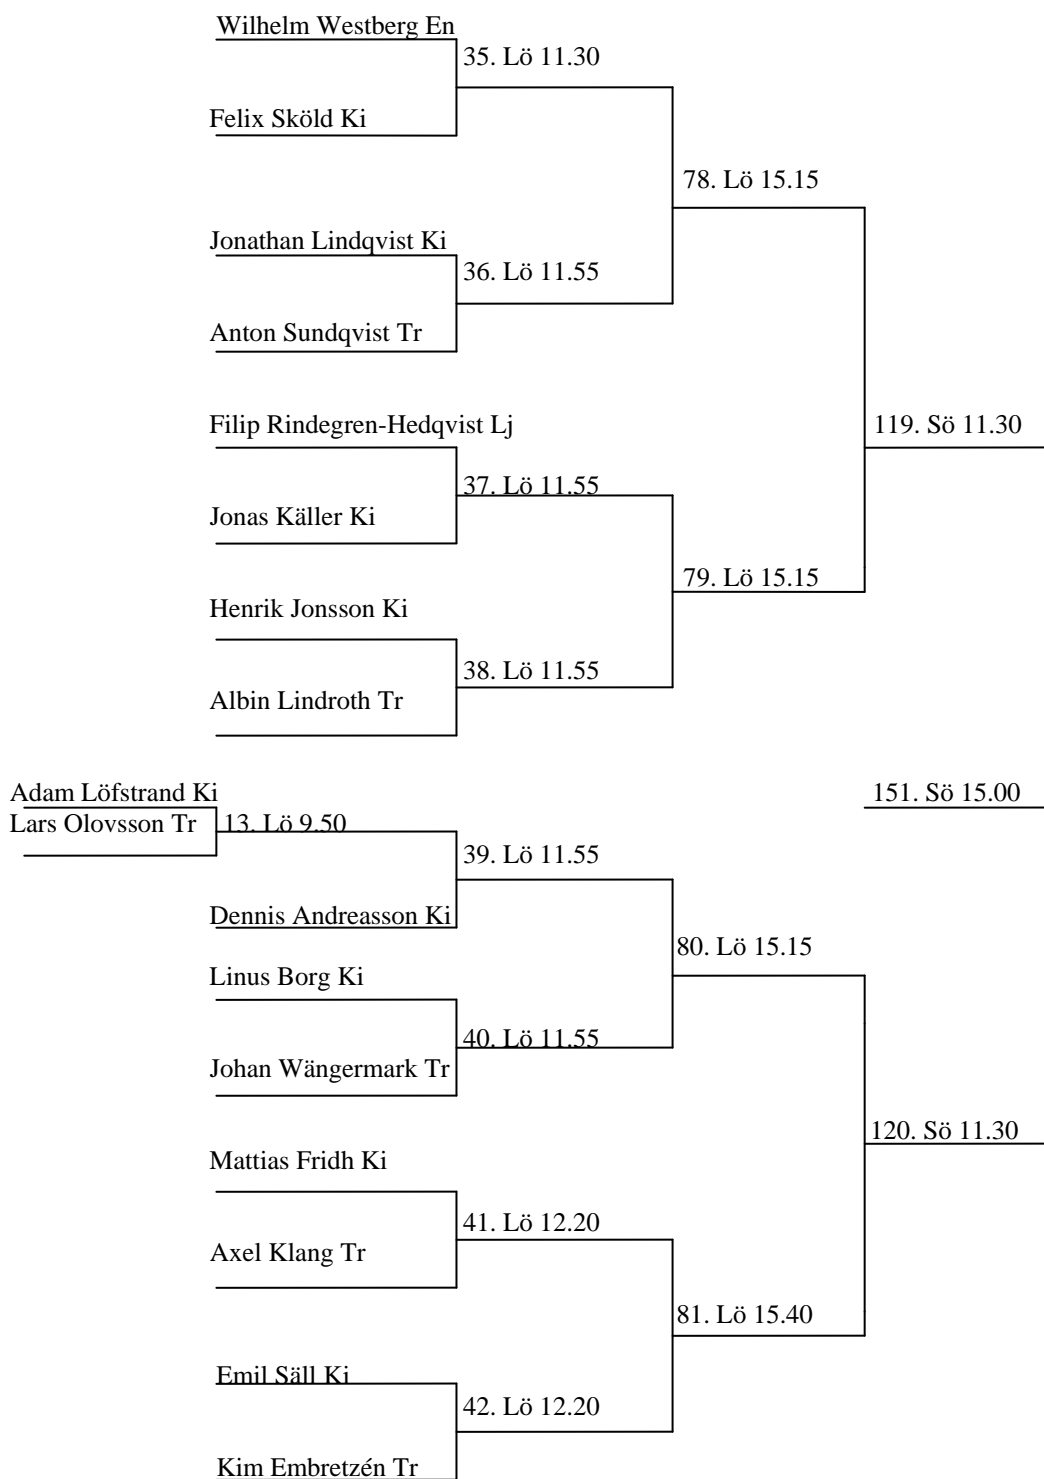 Wilhelm Westberg En
35. Lö 11.30
Felix Sköld Ki
78. Lö 15.15
Jonathan Lindqvist Ki
36. Lö 11.55
Anton Sundqvist Tr
Filip Rindegren-Hedqvist Lj
119. Sö 11.30
37. Lö 11.55
Jonas Käller Ki
79. Lö 15.15
Henrik Jonsson Ki
38. Lö 11.55
Albin Lindroth Tr
Adam Löfstrand Ki
151. Sö 15.00
Lars Olovsson Tr
13. Lö 9.50
39. Lö 11.55
Dennis Andreasson Ki
80. Lö 15.15
Linus Borg Ki
40. Lö 11.55
Johan Wängermark Tr
120. Sö 11.30
Mattias Fridh Ki
41. Lö 12.20
Axel Klang Tr
81. Lö 15.40
Emil Säll Ki
42. Lö 12.20
Kim Embretzén Tr